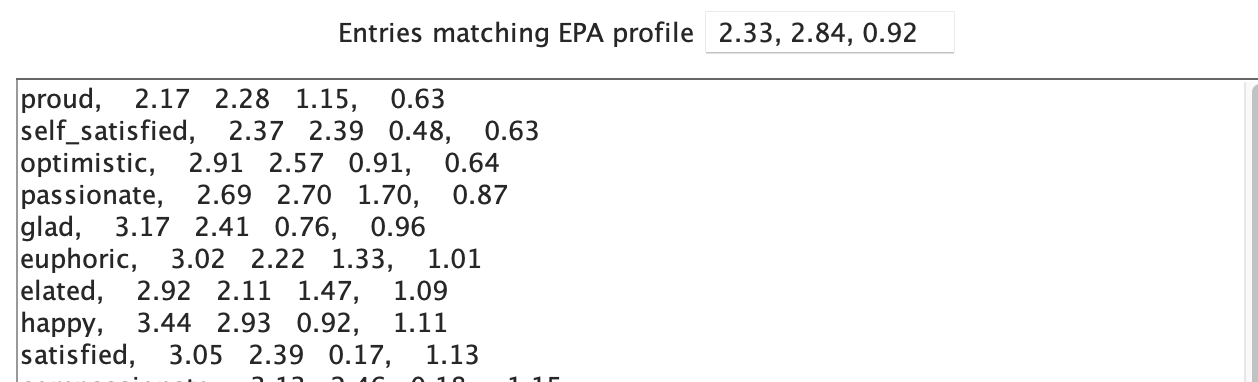 Entries matching EPA profile 2.33, 2.84, 0.92
proud, 2.17 2.28 1.15, 0.63
self_satisfied, 2.37 2.39 0.48, 0.63
optimistic, 2.91 2.57 0.91, 0.64
passionate, 2.69 2.70 1.70, 0.87
glad, 3.17 2.41 0.76, 0.96
euphoric, 3.02 2.22 1.33, 1.01
elated, 2.92 2.11 1.47, 1.09
happy, 3.44 2.93 0.92, 1.11
satisfied, 3.05 2.39 0.17, 1.13